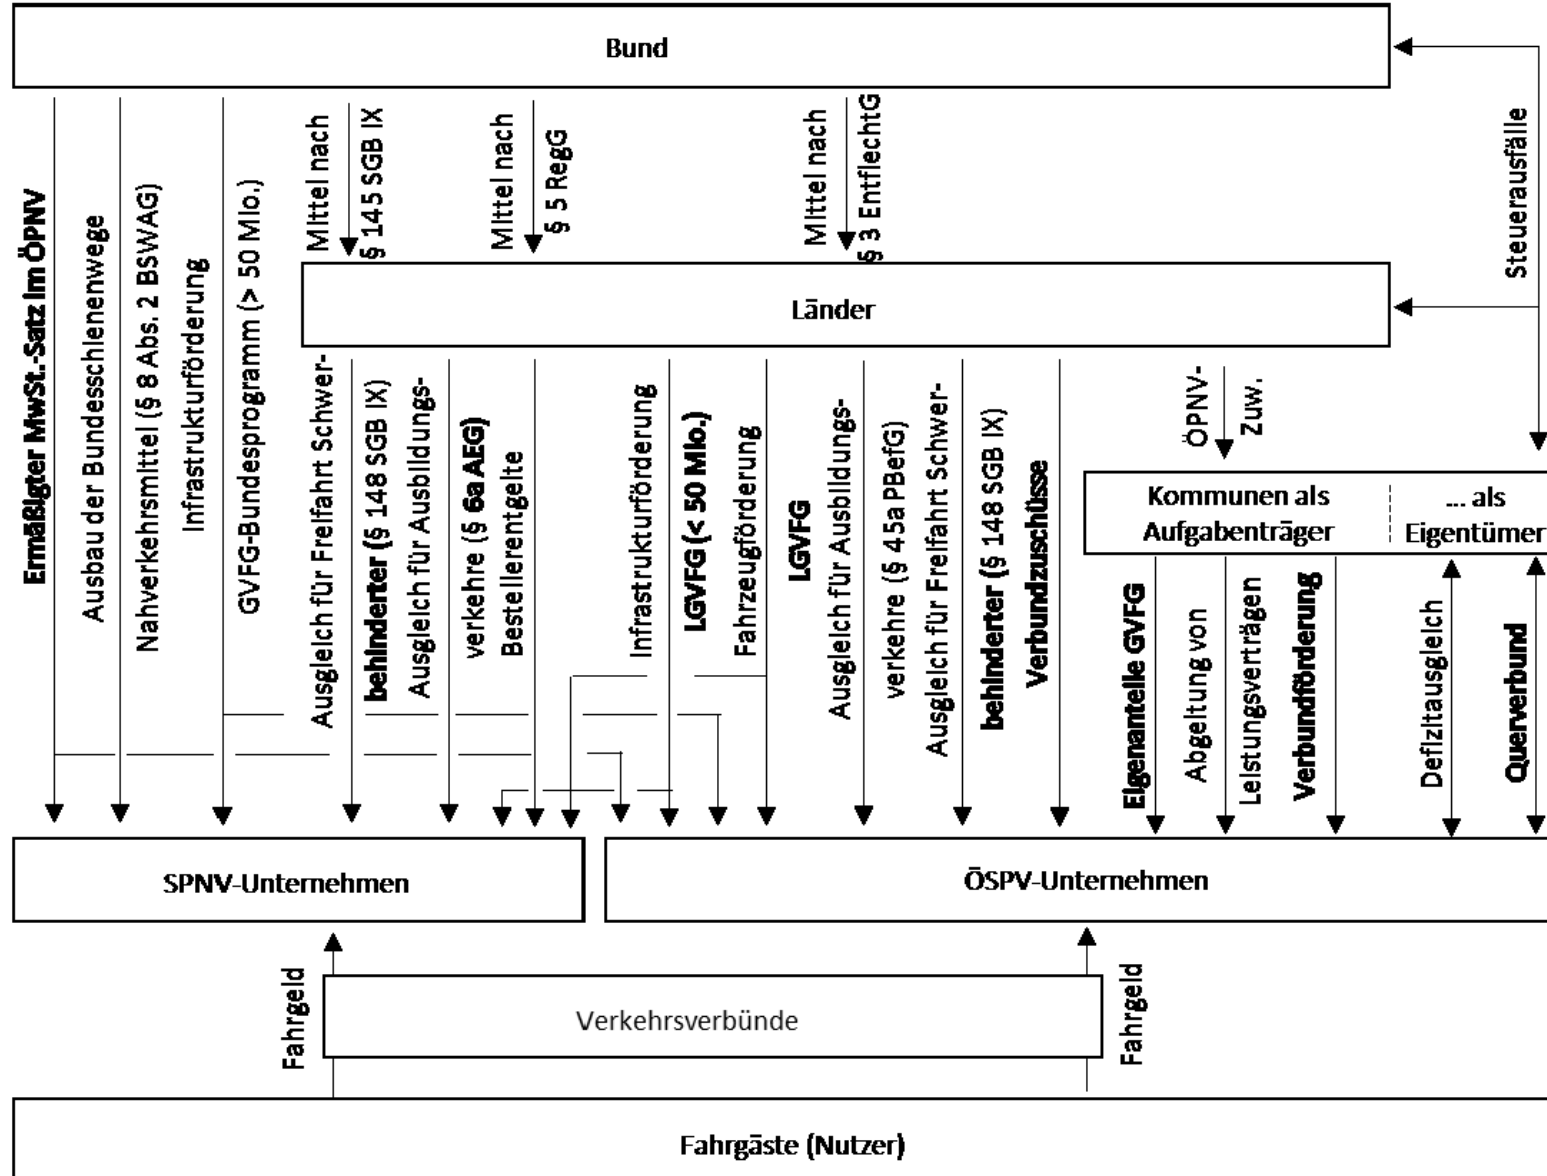 Bund
Ermäßigter MwSt.-Satz im ÖPNV
Ausbau der Bundesschienenwege
Nahverkehrsmittel (§ 8 Abs. 2 BSWAG)
Infrastrukturförderung
GVFG-Bundesprogramm (> 50 Mio.)
Mittel nach
§ 145 SGB IX
Mittel nach
§ 5 RegG
Mittel nach
§ 3 EntflechtG
Steuerausfälle
Länder
Ausgleich für Freifahrt Schwer-
behinderter (§ 148 SGB IX)
Ausgleich für Ausbildungs-
verkehre (§ 6a AEG)
Bestellerentgelte
Infrastrukturförderung
LGVFG (< 50 Mio.)
Fahrzeugförderung
LGVFG
Ausgleich für Ausbildungs-
verkehre (§ 45a PBefG)
Ausgleich für Freifahrt Schwer-
behinderter (§ 148 SGB IX)
Verbundzuschüsse
ÖPNV-
Zuw.
Kommunen als
Aufgabenträger
... als
Eigentümer
Eigenanteile GVFG
Abgeltung von
Leistungsverträgen
Verbundförderung
Defizitausgleich
Querverbund
SPNV-Unternehmen
ÖSPV-Unternehmen
Fahrgeld
Verkehrsverbünde
Fahrgeld
Fahrgäste (Nutzer)